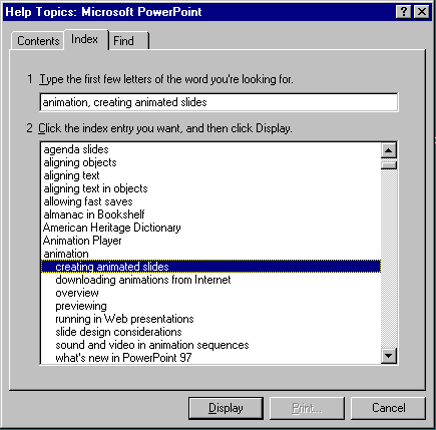 Help Topics: Microsoft PowerPoint
Contents Index Find
1 Type the first few letters of the word you're looking for.
animation, creating animated slides
2 Click the index entry you want, and then click Display.
agenda slides
aligning objects
aligning text
aligning text in objects
allowing fast saves
almanac in Bookshelf
American Heritage Dictionary
Animation Player
animation
creating animated slides
downloading animations from Internet
overview
previewing
running in Web presentations
slide design considerations
sound and video in animation sequences
what's new in PowerPoint 97
Display Print... Cancel